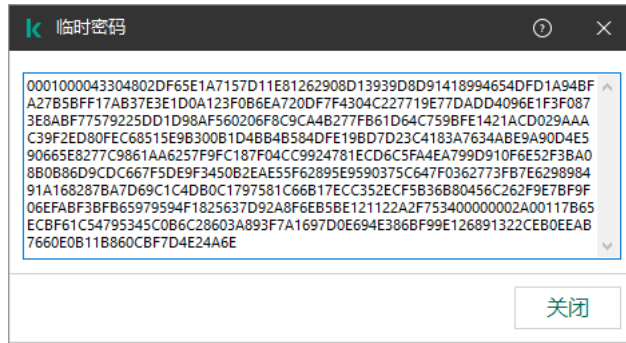 临时密码
0001000043304802DF65E1A7157D11E81262908D13939D8D91418994654DFD1A94BF
A27B5BFF17AB37E3E1D0A123F0B6EA720DF7F4304C227719E77DADD4096E1F3F087
3E8ABF77579225DD1D98AF560206F8C9CA4B277FB61D64C759BFE1421ACD029AAA
C39F2ED80FEC68515E9B300B1D4BB4B584DFE19BD7D23C4183A7634ABE9A90D4E5
90665E8277C9861AA6257F9FC187F04CC9924781ECD6C5FA4EA799D910F6E52F3BA0
8B0B86D9CDC667F5DE9F3450B2EAE55F62895E9590375C647F0362773FB7E6298984
91A168287BA7D69C1C4DB0C1797581C66B17ECC352ECF5B36B80456C262F9E7BF9F
06EFABF3BFB65979594F1825637D92A8F6EB5BE121122A2F753400000002A00117B65
ECBF61C54795345C0B6C28603A893F7A1697D0E694E386BF99E126891322CEB0EEAB
7660E0B11B860CBF7D4E24A6E
关闭